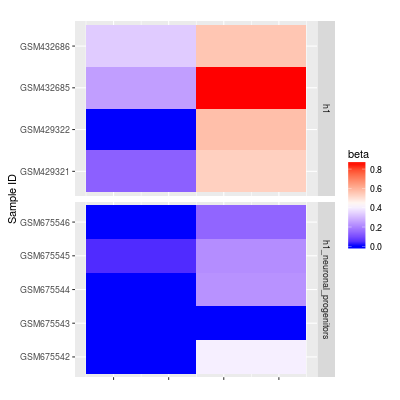 GSM432686
GSM432685
GSM429322
GSM429321
h1
GSM675546
GSM675545
GSM675544
GSM675543
GSM675542
h1_neuronal_progenitors
Sample ID
beta
0.8
0.6
0.4
0.2
0.0